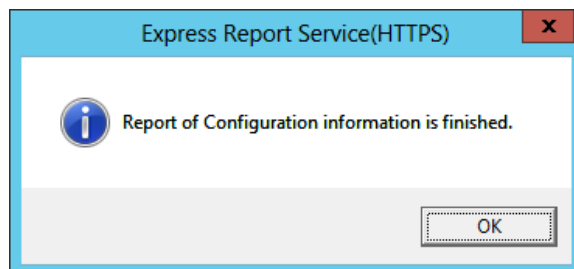 Express Report Service(HTTPS)
x
Report of Configuration information is finished.
OK